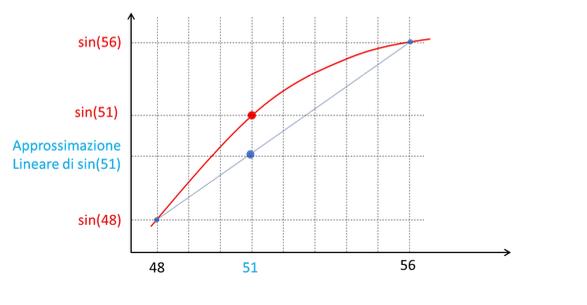 sin(56)
sin(51)
Approssimazione
Lineare di sin(51)
sin(48)
48
51
56